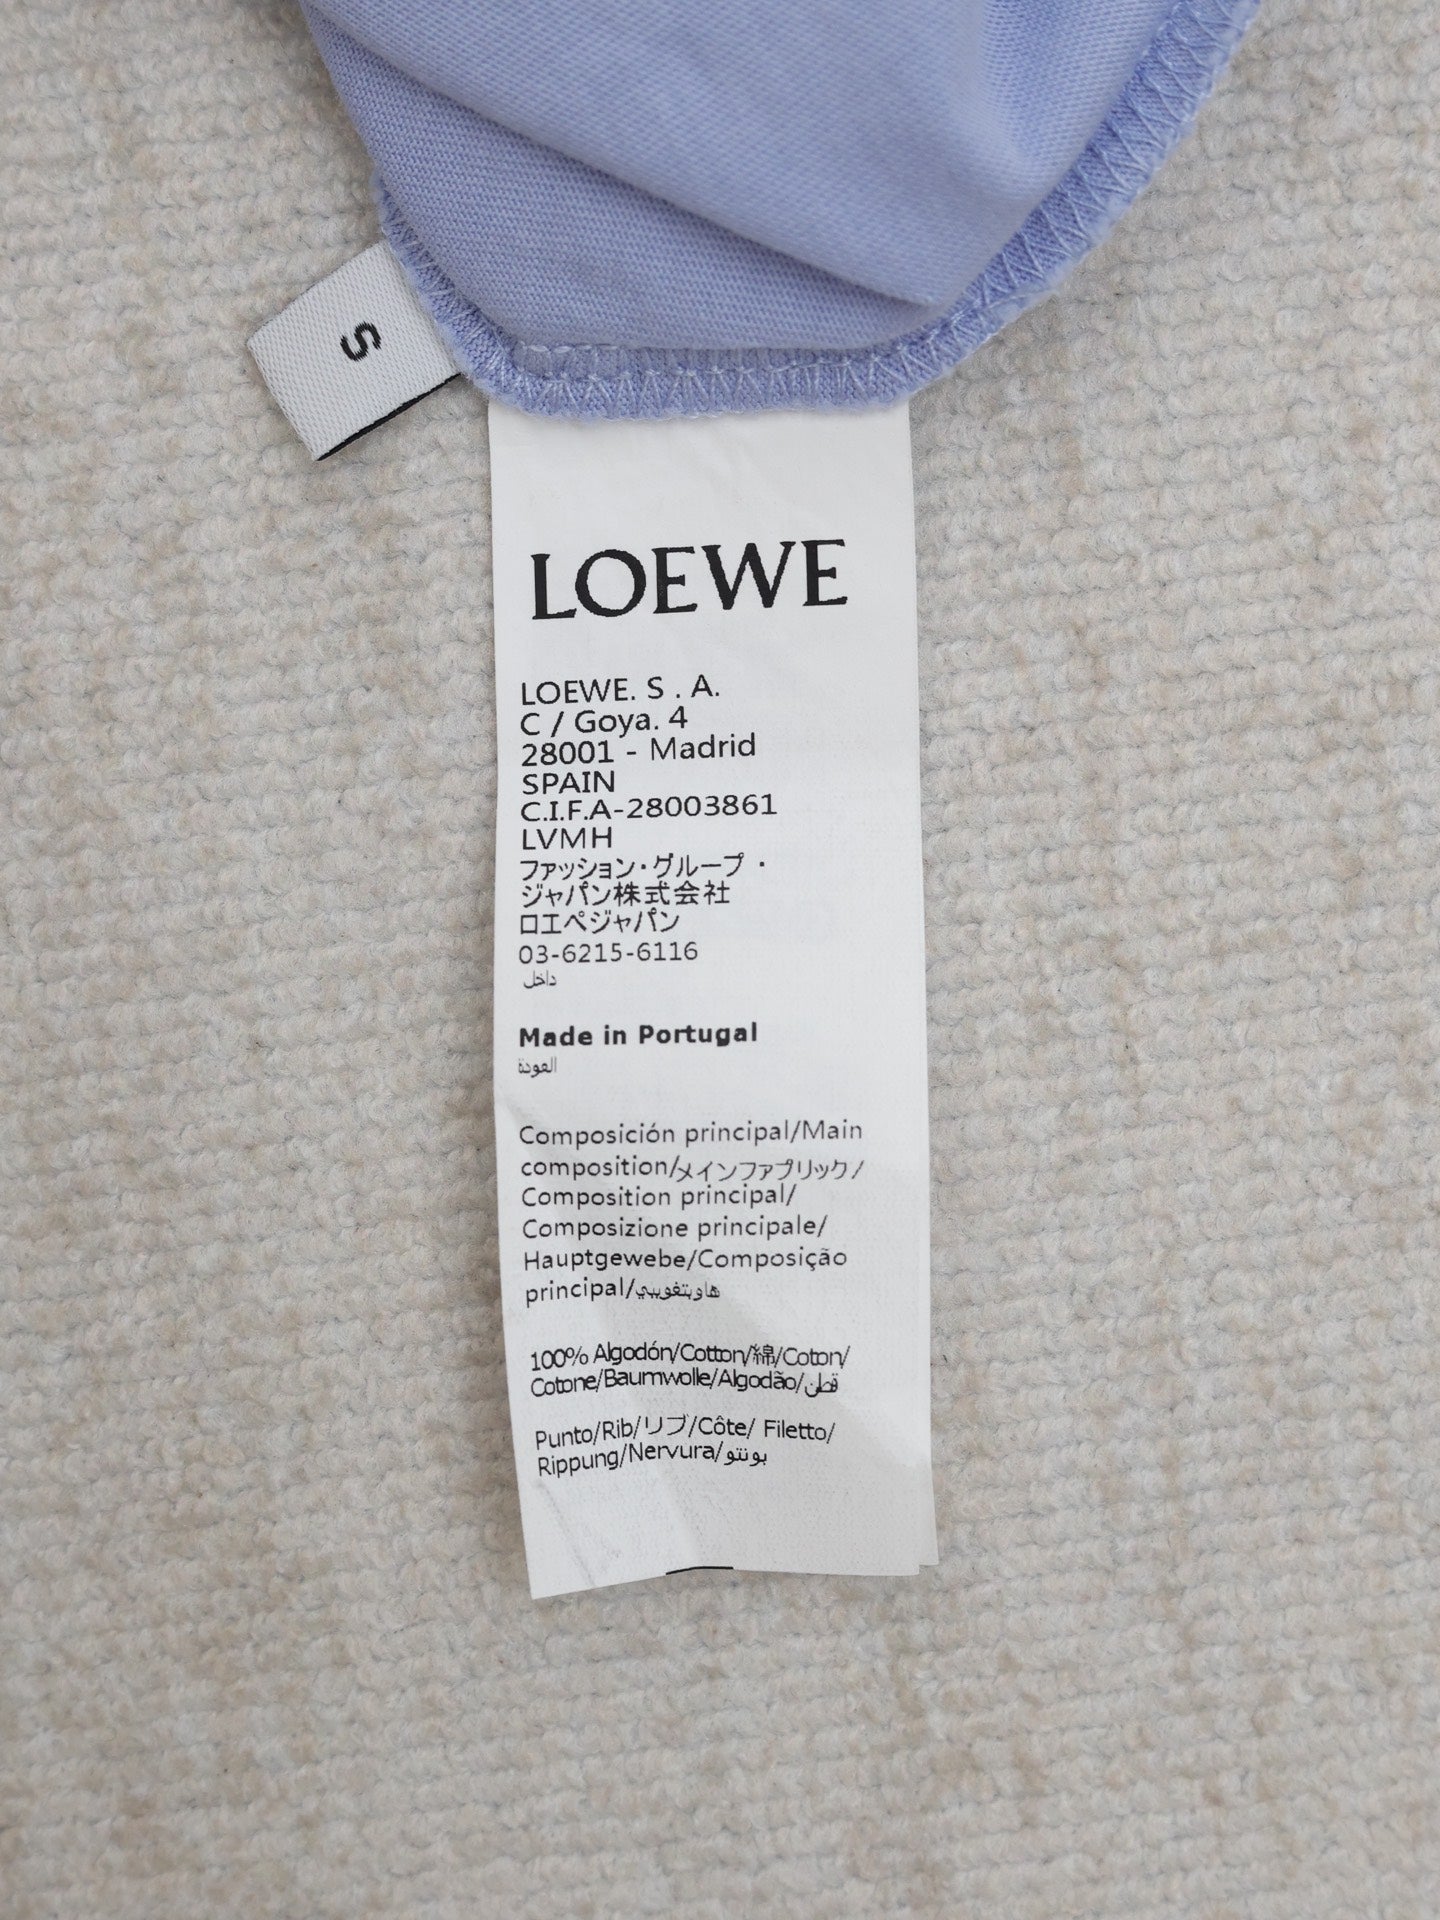 S
LOEWE
LOEWE. S . A.
C / Goya. 4
28001 - Madrid
SPAIN
C.I.F.A-28003861
LVMH
ファッション・グループ ・
ジャパン株式会社
ロエベジャパン
03-6215-6116
داخل
Made in Portugal
العودة
Composición principal/Main
composition/メインファブリック/
Composition principal/
Composizione principale/
Hauptgewebe/Composição
principal/هاوبتغويبي
100% Algodón/Cotton/綿/Coton/
Cotone/Baumwolle/Algodão/قطن
Punto/Rib/リブ/Côte/ Filetto/
Rippung/Nervura/بونتو